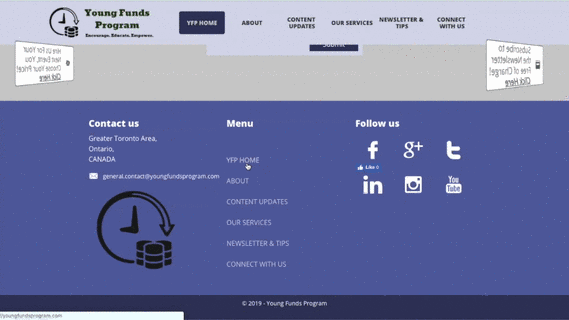 Young Funds
Program
Encourage. Educate. Empower.
YFP HOME
ABOUT
CONTENT
UPDATES
OUR SERVICES
NEWSLETTER &
TIPS
CONNECT
WITH US
Hire Us For Your
Next Event, You
Choose Your Price!
Click Here
Submit
Subscribe to
the Newsletter
Free of Charge!
Click Here
Contact us
Greater Toronto Area,
Ontario,
CANADA
general.contact@youngfundsprogram.com
Menu
YFP HOME
ABOUT
CONTENT UPDATES
OUR SERVICES
NEWSLETTER & TIPS
CONNECT WITH US
Follow us
f
g+
Like 0
in
You
Tube
© 2019 - Young Funds Program
/youngfundsprogram.com